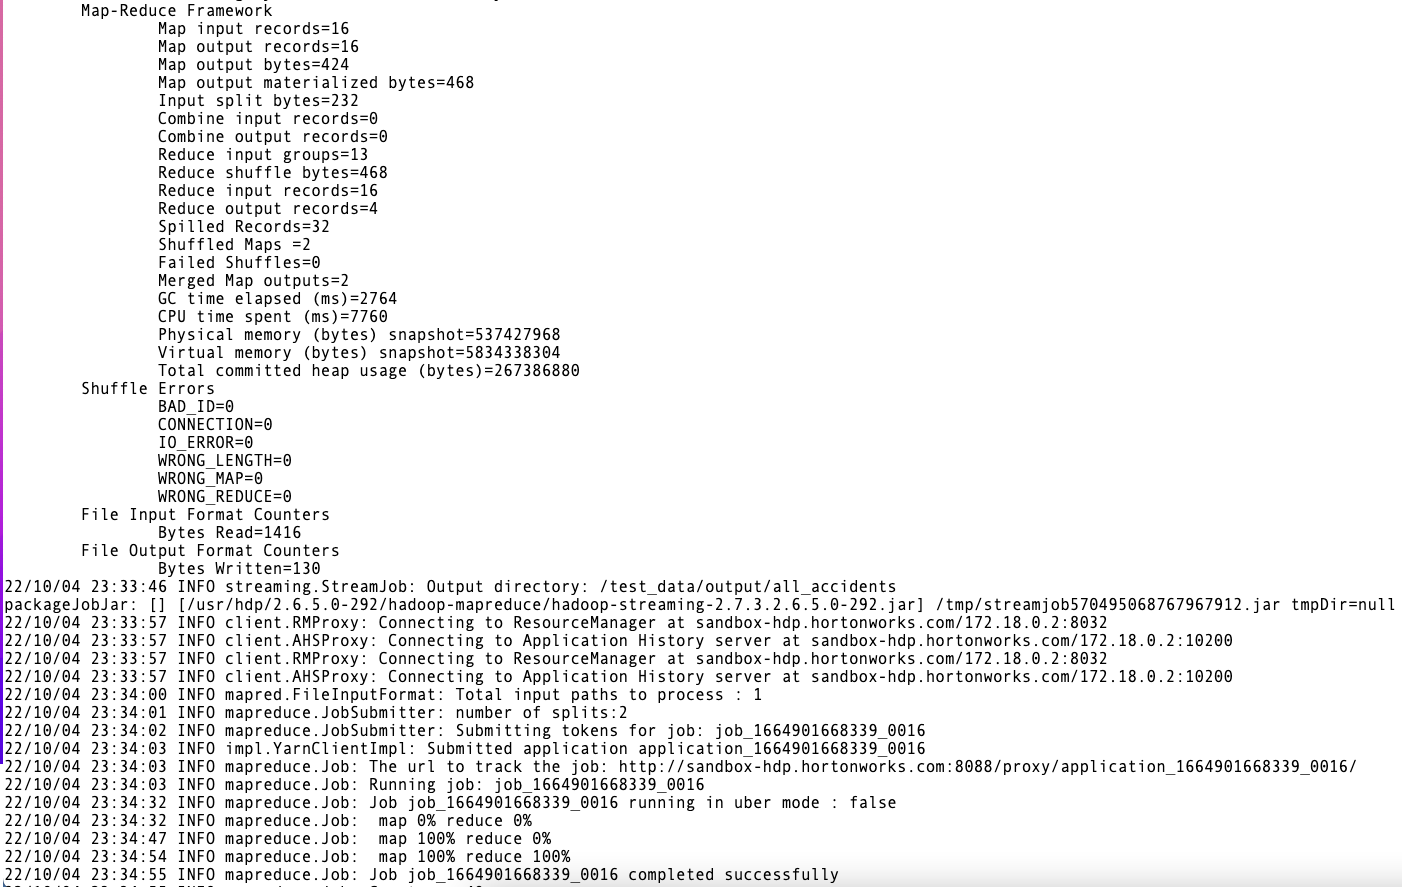 Map-Reduce Framework
Map input records=16
Map output records=16
Map output bytes=424
Map output materialized bytes=468
Input split bytes=232
Combine input records=0
Combine output records=0
Reduce input groups=13
Reduce shuffle bytes=468
Reduce input records=16
Reduce output records=4
Spilled Records=32
Shuffled Maps =2
Failed Shuffles=0
Merged Map outputs=2
GC time elapsed (ms)=2764
CPU time spent (ms)=7760
Physical memory (bytes) snapshot=537427968
Virtual memory (bytes) snapshot=5834338304
Total committed heap usage (bytes)=267386880
Shuffle Errors
BAD_ID=0
CONNECTION=0
IO_ERROR=0
WRONG_LENGTH=0
WRONG_MAP=0
WRONG_REDUCE=0
File Input Format Counters
Bytes Read=1416
File Output Format Counters
Bytes Written=130
22/10/04 23:33:46 INFO streaming.StreamJob: Output directory: /test_data/output/all_accidents
packageJobJar: [] [/usr/hdp/2.6.5.0-292/hadoop-mapreduce/hadoop-streaming-2.7.3.2.6.5.0-292.jar] /tmp/streamjob570495068767967912.jar tmpDir=null
22/10/04 23:33:57 INFO client.RMProxy: Connecting to ResourceManager at sandbox-hdp.hortonworks.com/172.18.0.2:8032
22/10/04 23:33:57 INFO client.AHSProxy: Connecting to Application History server at sandbox-hdp.hortonworks.com/172.18.0.2:10200
22/10/04 23:33:57 INFO client.RMProxy: Connecting to ResourceManager at sandbox-hdp.hortonworks.com/172.18.0.2:8032
22/10/04 23:33:57 INFO client.AHSProxy: Connecting to Application History server at sandbox-hdp.hortonworks.com/172.18.0.2:10200
22/10/04 23:34:00 INFO mapred.FileInputFormat: Total input paths to process : 1
22/10/04 23:34:01 INFO mapreduce.JobSubmitter: number of splits:2
22/10/04 23:34:02 INFO mapreduce.JobSubmitter: Submitting tokens for job: job_1664901668339_0016
22/10/04 23:34:03 INFO impl.YarnClientImpl: Submitted application application_1664901668339_0016
22/10/04 23:34:03 INFO mapreduce.Job: The url to track the job: http://sandbox-hdp.hortonworks.com:8088/proxy/application_1664901668339_0016/
22/10/04 23:34:03 INFO mapreduce.Job: Running job: job_1664901668339_0016
22/10/04 23:34:32 INFO mapreduce.Job: Job job_1664901668339_0016 running in uber mode : false
22/10/04 23:34:32 INFO mapreduce.Job:  map 0% reduce 0%
22/10/04 23:34:47 INFO mapreduce.Job:  map 100% reduce 0%
22/10/04 23:34:54 INFO mapreduce.Job:  map 100% reduce 100%
22/10/04 23:34:55 INFO mapreduce.Job: Job job_1664901668339_0016 completed successfully